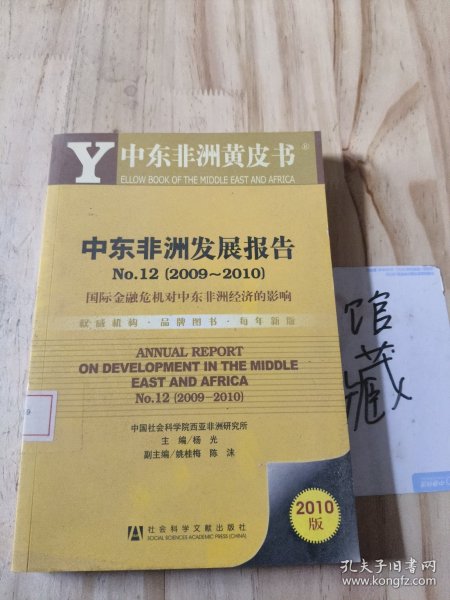 Y 中东非洲黄皮书®
ELLOW BOOK OF THE MIDDLE EAST AND AFRICA
中东非洲发展报告
No.12 (2009~2010)
国际金融危机对中东非洲经济的影响
权威机构·品牌图书·每年新版
ANNUAL REPORT
ON DEVELOPMENT IN THE MIDDLE
EAST AND AFRICA
No.12 (2009-2010)
中国社会科学院西亚非洲研究所
主 编/杨 光
副主编/姚桂梅 陈 沫
2010
版
社会科学文献出版社
SOCIAL SCIENCES ACADEMIC PRESS (CHINA)
馆
藏
孔夫子旧书网
www.kongfz.com